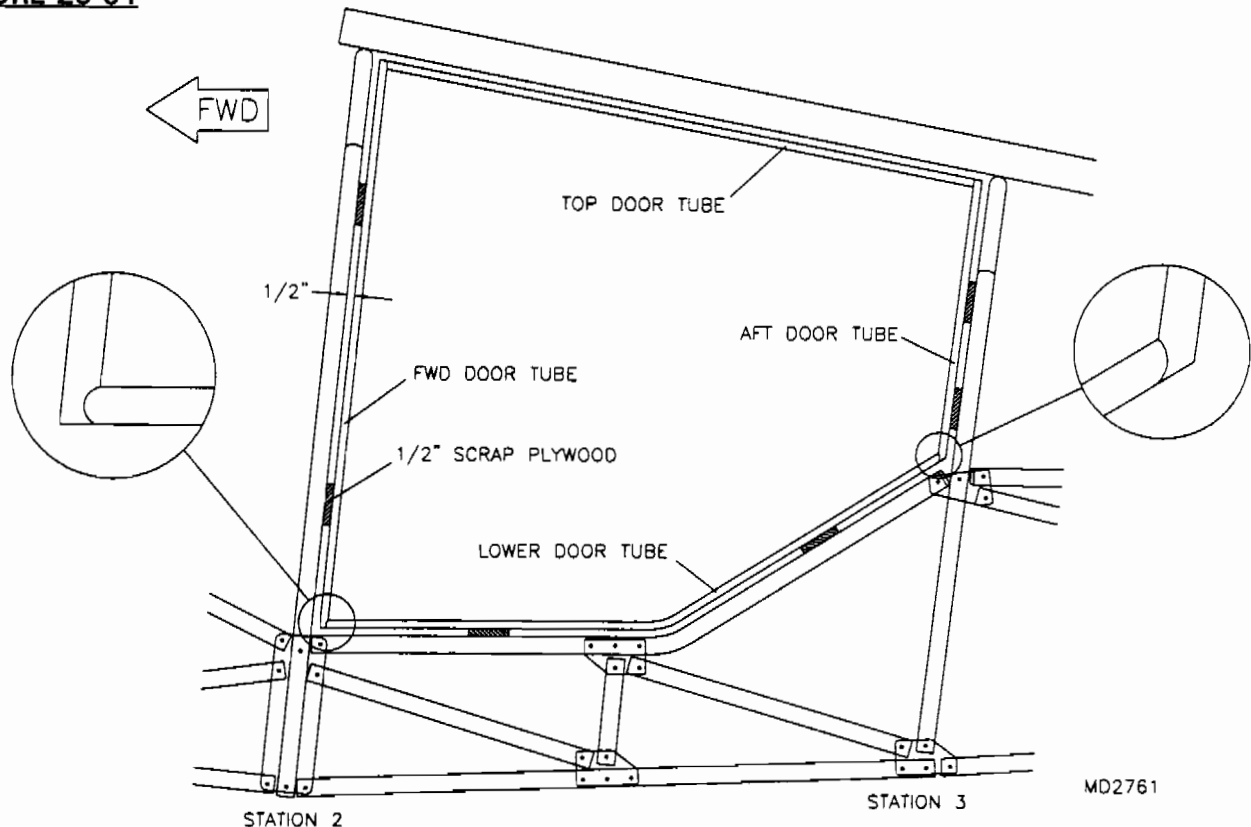 FWD
TOP DOOR TUBE
1/2"
AFT DOOR TUBE
FWD DOOR TUBE
1/2" SCRAP PLYWOOD
LOWER DOOR TUBE
MD2761
STATION 3
STATION 2